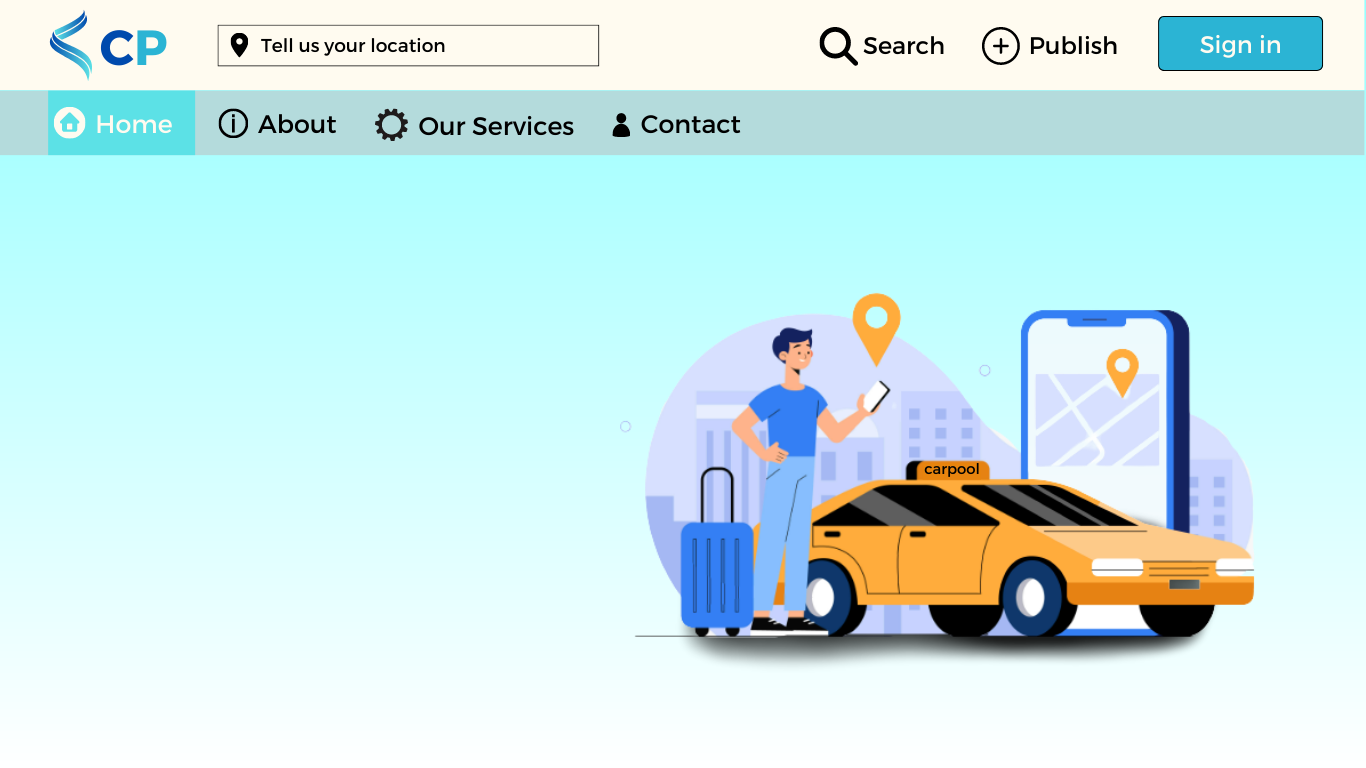 CP
Tell us your location
Search
Publish
Sign in
Home
About
Our Services
Contact
carpool